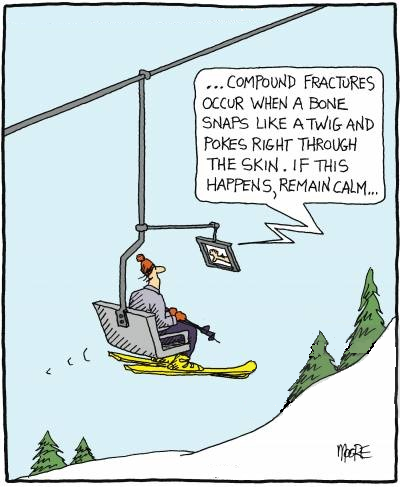 ...COMPOUND FRACTURES
OCCUR WHEN A BONE
SNAPS LIKE A TWIG AND
POKES RIGHT THROUGH
THE SKIN. IF THIS
HAPPENS, REMAIN CALM...
MOORE